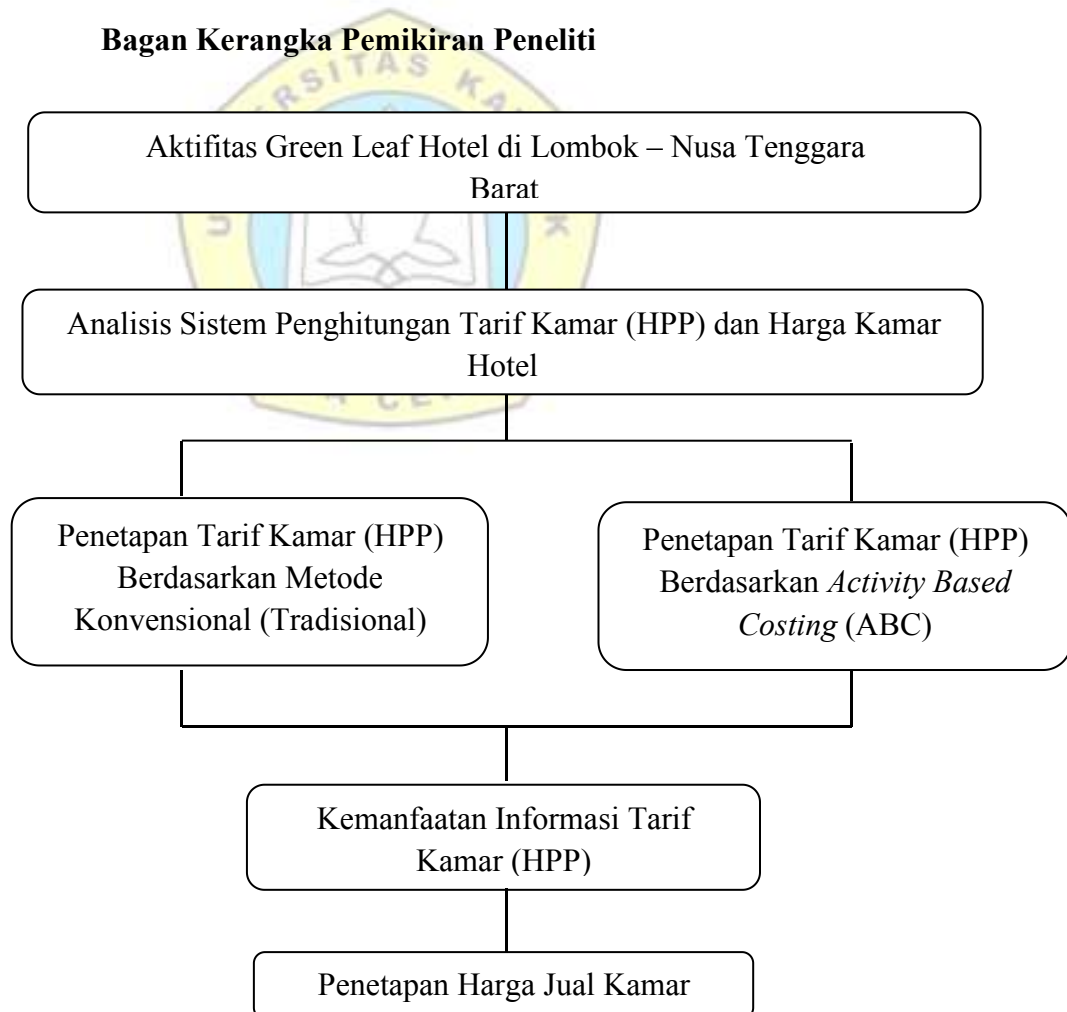 Bagan Kerangka Pemikiran Peneliti
Aktifitas Green Leaf Hotel di Lombok – Nusa Tenggara
Barat
Analisis Sistem Penghitungan Tarif Kamar (HPP) dan Harga Kamar
Hotel
Penetapan Tarif Kamar (HPP)
Berdasarkan Metode
Konvensional (Tradisional)
Penetapan Tarif Kamar (HPP)
Berdasarkan Activity Based
Costing (ABC)
Kemanfaatan Informasi Tarif
Kamar (HPP)
Penetapan Harga Jual Kamar